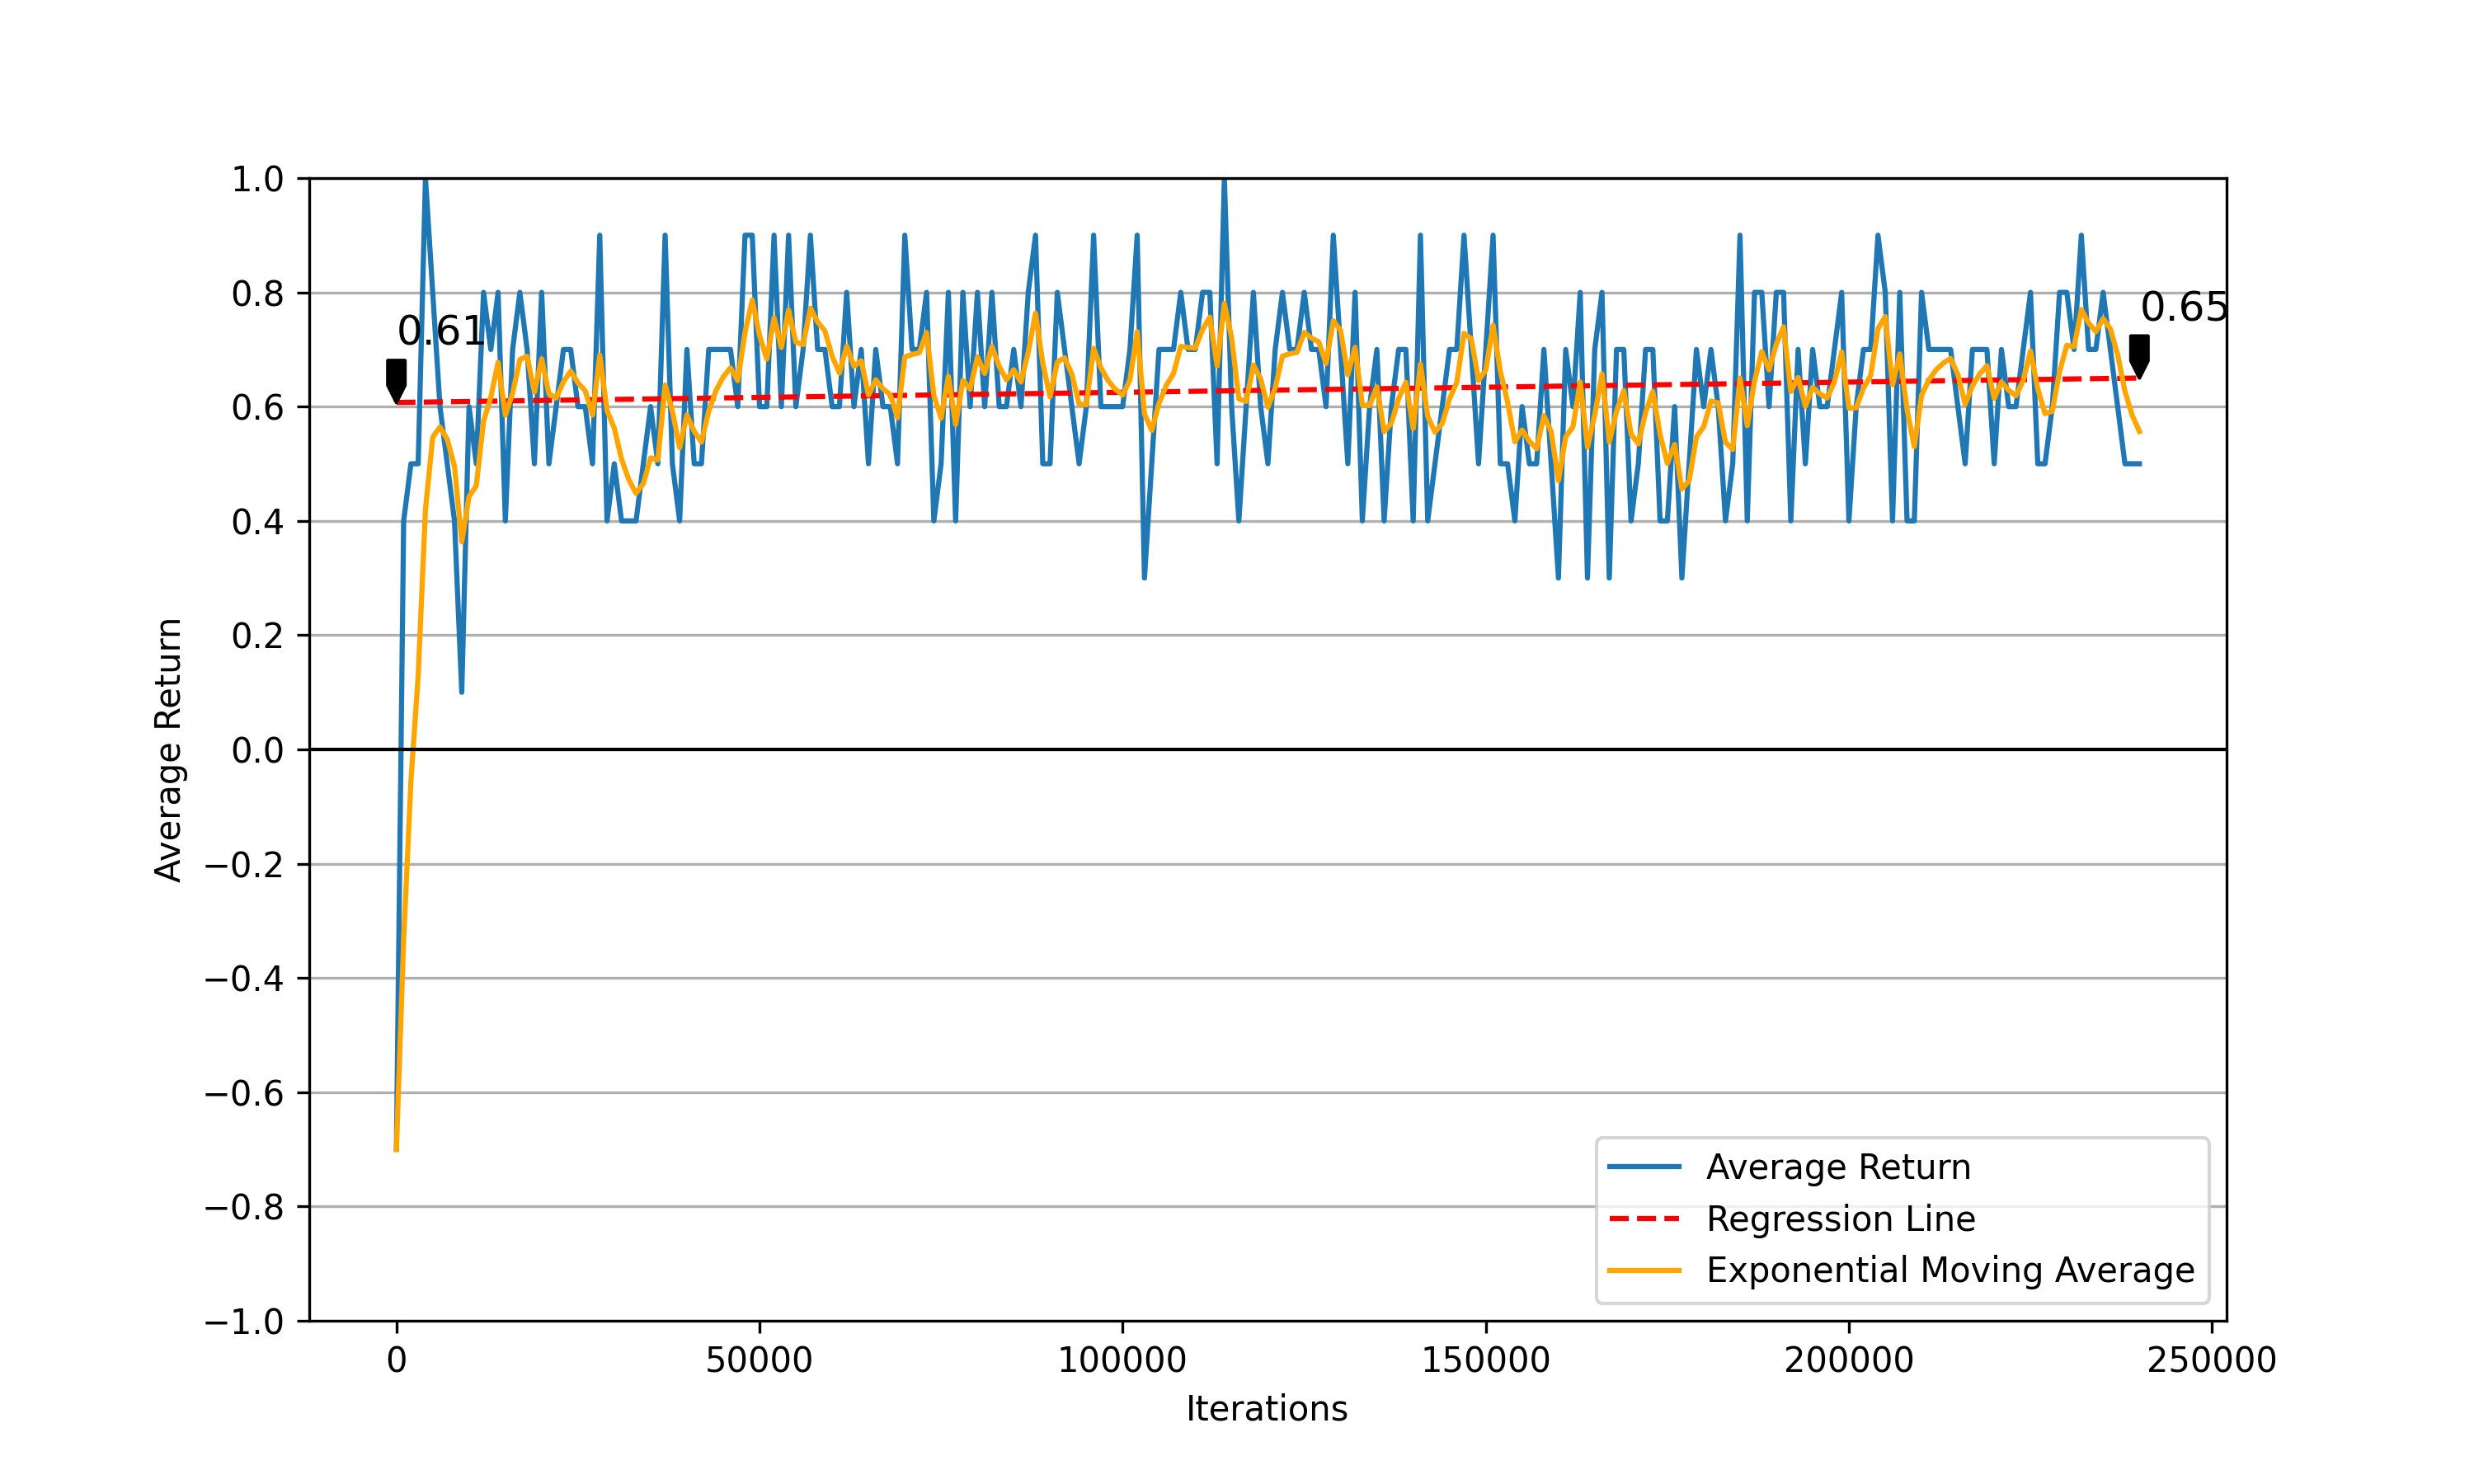 1.0
0.8
0.6
0.4
0.2
0.0
−0.2
−0.4
−0.6
−0.8
−1.0
Average Return
0.61
0.65
Average Return
Regression Line
Exponential Moving Average
0 50000 100000 150000 200000 250000
Iterations